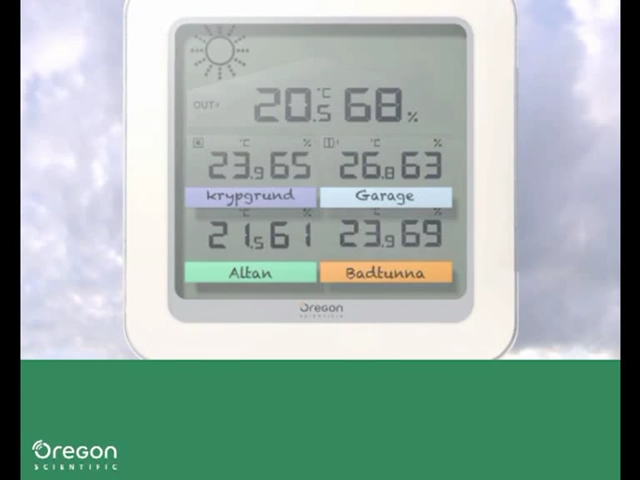 OUT
20.5 °C 68 %
°C % °C %
23.9 65 26.8 63
krypgrund Garage
°C % °C %
21.5 61 23.9 69
Altan Badtunna
Oregon
SCIENTIFIC
Oregon
SCIENTIFIC